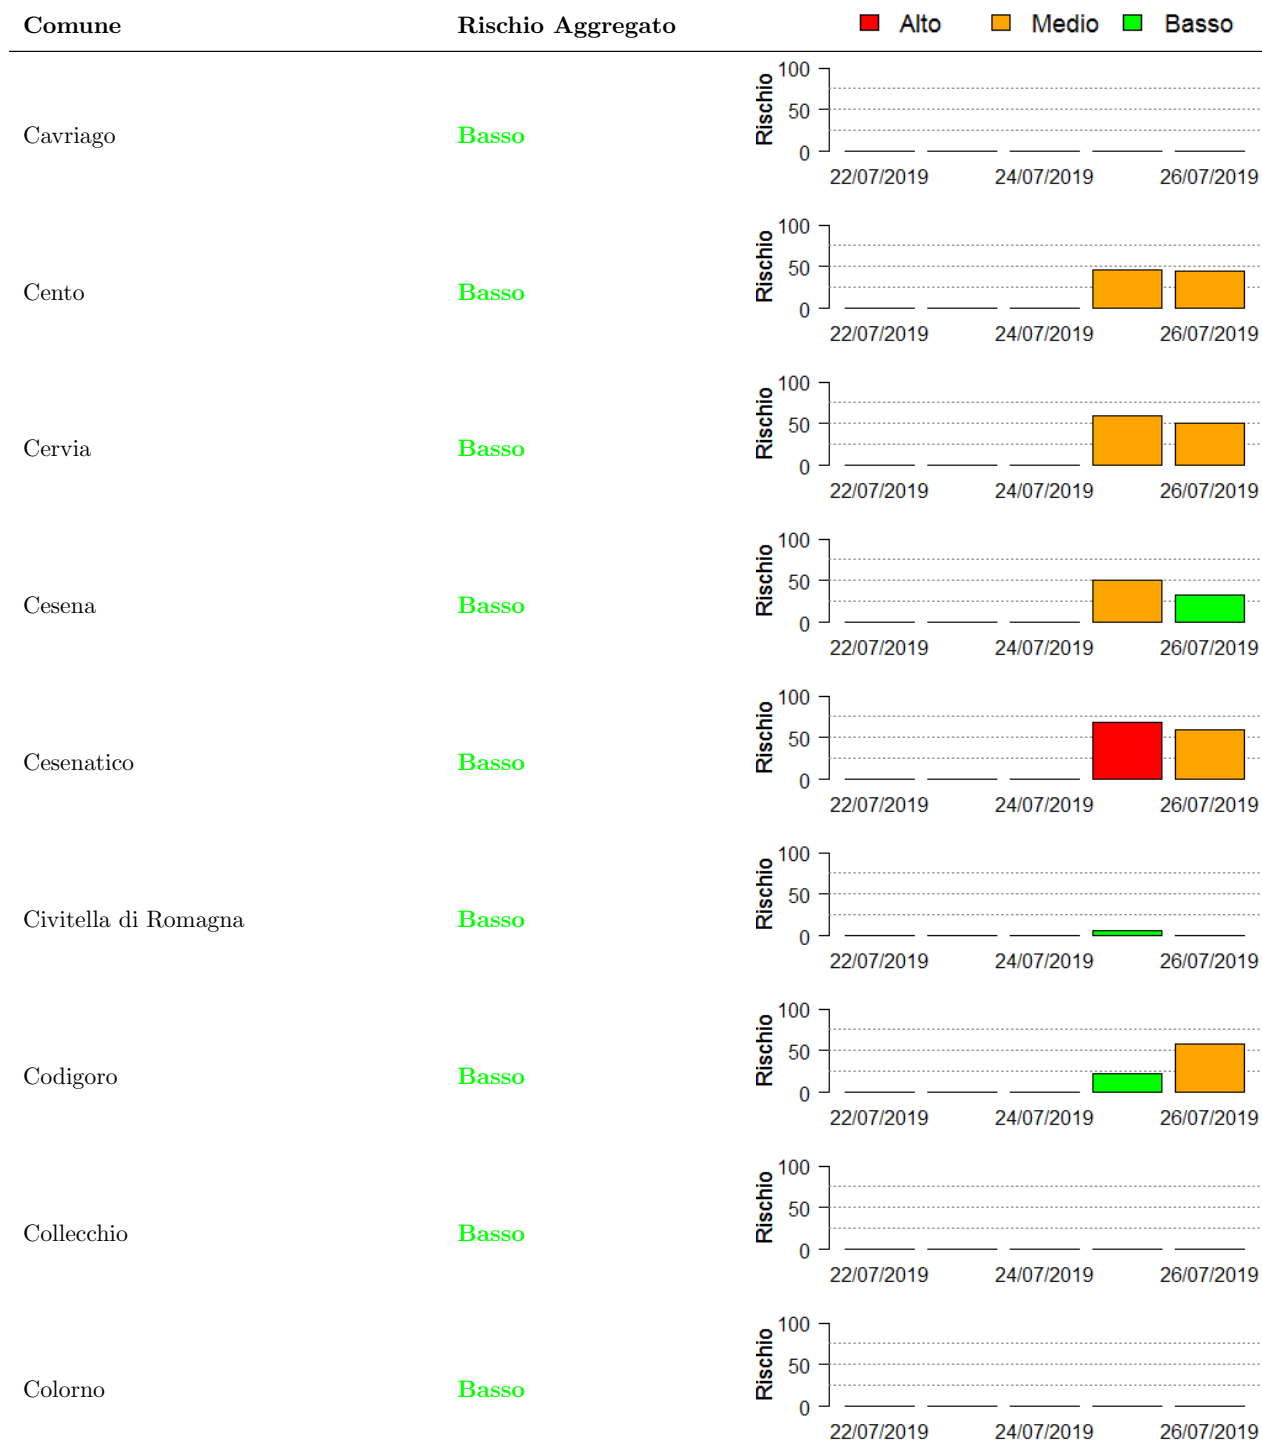 Comune Rischio Aggregato Alto Medio Basso
100
50
0
Rischio
Cavriago Basso
22/07/2019 24/07/2019 26/07/2019
100
50
0
Rischio
Cento Basso
22/07/2019 24/07/2019 26/07/2019
100
50
0
Rischio
Cervia Basso
22/07/2019 24/07/2019 26/07/2019
100
50
0
Rischio
Cesena Basso
22/07/2019 24/07/2019 26/07/2019
100
50
0
Rischio
Cesenatico Basso
22/07/2019 24/07/2019 26/07/2019
100
50
0
Rischio
Civitella di Romagna Basso
22/07/2019 24/07/2019 26/07/2019
100
50
0
Rischio
Codigoro Basso
22/07/2019 24/07/2019 26/07/2019
100
50
0
Rischio
Collecchio Basso
22/07/2019 24/07/2019 26/07/2019
100
50
0
Rischio
Colorno Basso
22/07/2019 24/07/2019 26/07/2019